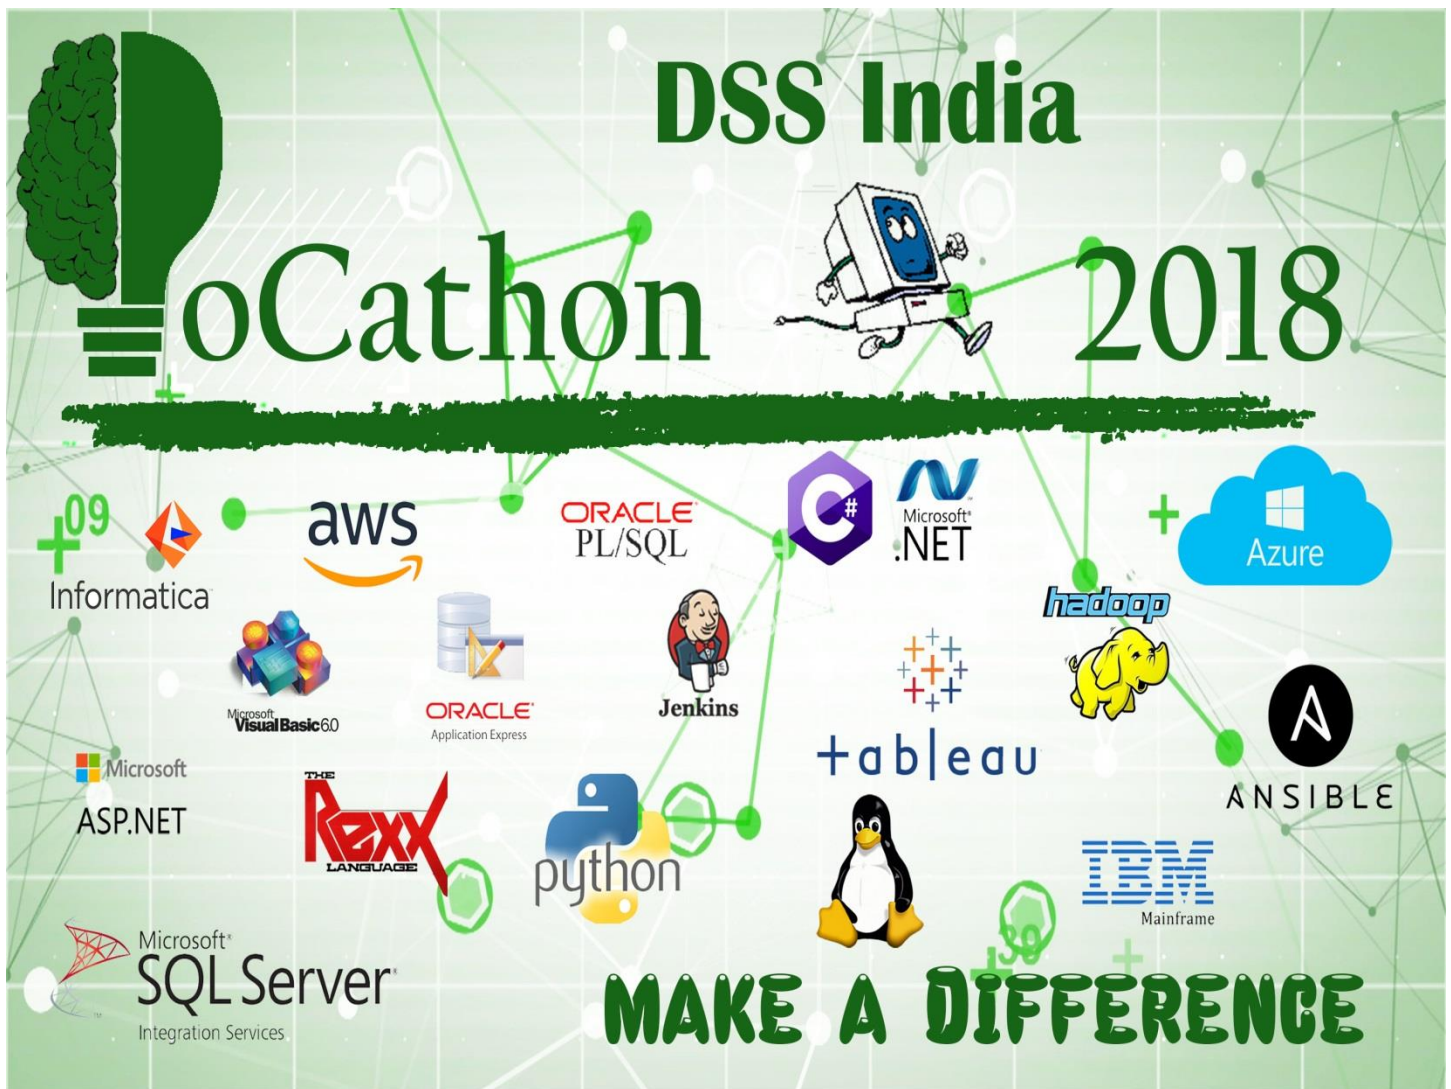 DSS India
PoCathon 2018
09
Informatica
aws
ORACLE
PL/SQL
C#
Microsoft®
.NET
Azure
Microsoft
Visual Basic 6.0
ORACLE
Application Express
Jenkins
+ableau
hadoop
ANSIBLE
Microsoft
ASP.NET
THE
Rexx
LANGUAGE
python
IBM
Mainframe
Microsoft®
SQL Server®
Integration Services
39
MAKE A DIFFERENCE